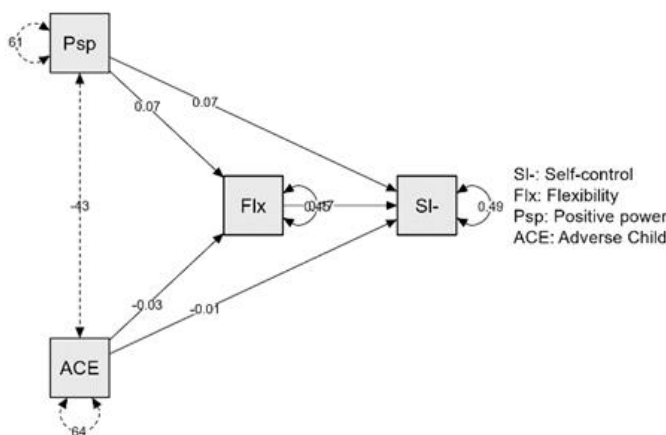 61
Psp
0.07
0.07
-43
Flx
SI-
0.49
-0.03
-0.01
ACE
64
SI-: Self-control
Flx: Flexibility
Psp: Positive power
ACE: Adverse Child